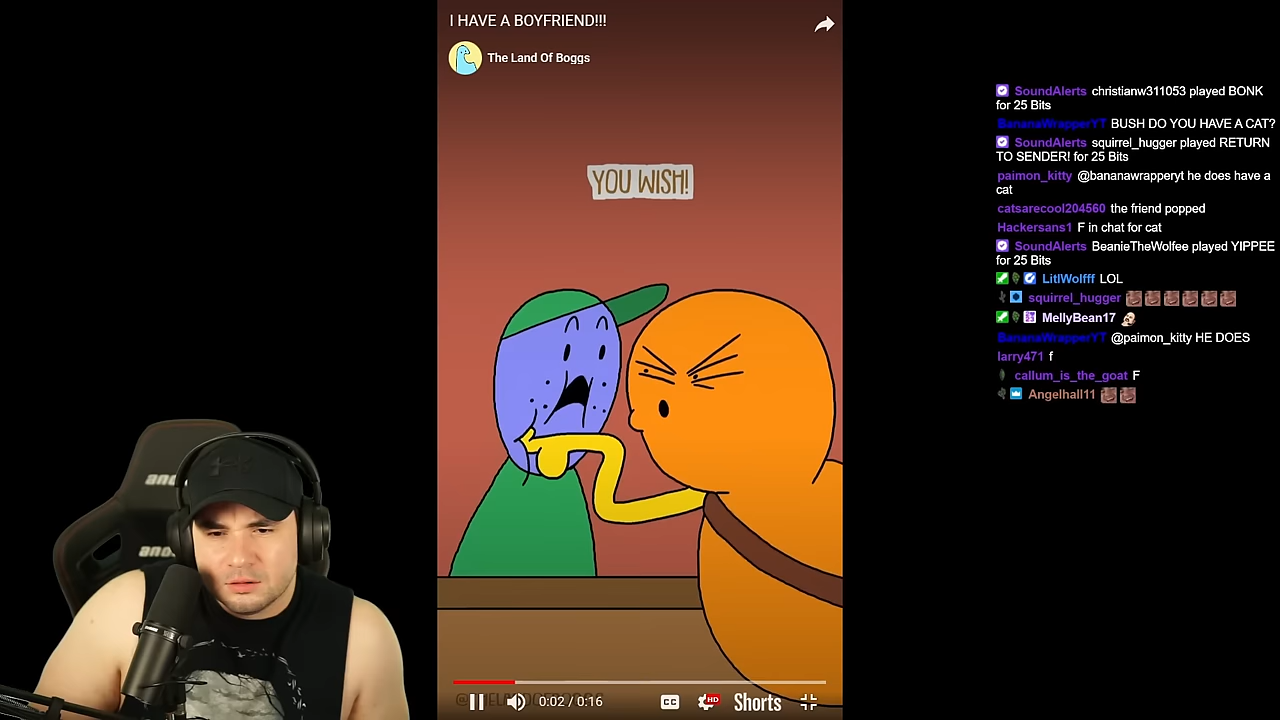 I HAVE A BOYFRIEND!!!
The Land Of Boggs
YOU WISH!
SoundAlerts christianw311053 played BONK
for 25 Bits
BananaWrapperYT BUSH DO YOU HAVE A CAT?
SoundAlerts squirrel_hugger played RETURN
TO SENDER! for 25 Bits
paimon_kitty @bananawrapperyt he does have a
cat
catsarecool204560 the friend popped
Hackersans1 F in chat for cat
SoundAlerts BeanieTheWolfee played YIPPEE
for 25 Bits
LitlWolfff LOL
squirrel_hugger
MellyBean17
BananaWrapperYT @paimon_kitty HE DOES
larry471 f
callum_is_the_goat F
Angelhall11
0:02 / 0:16
CC
HD
Shorts